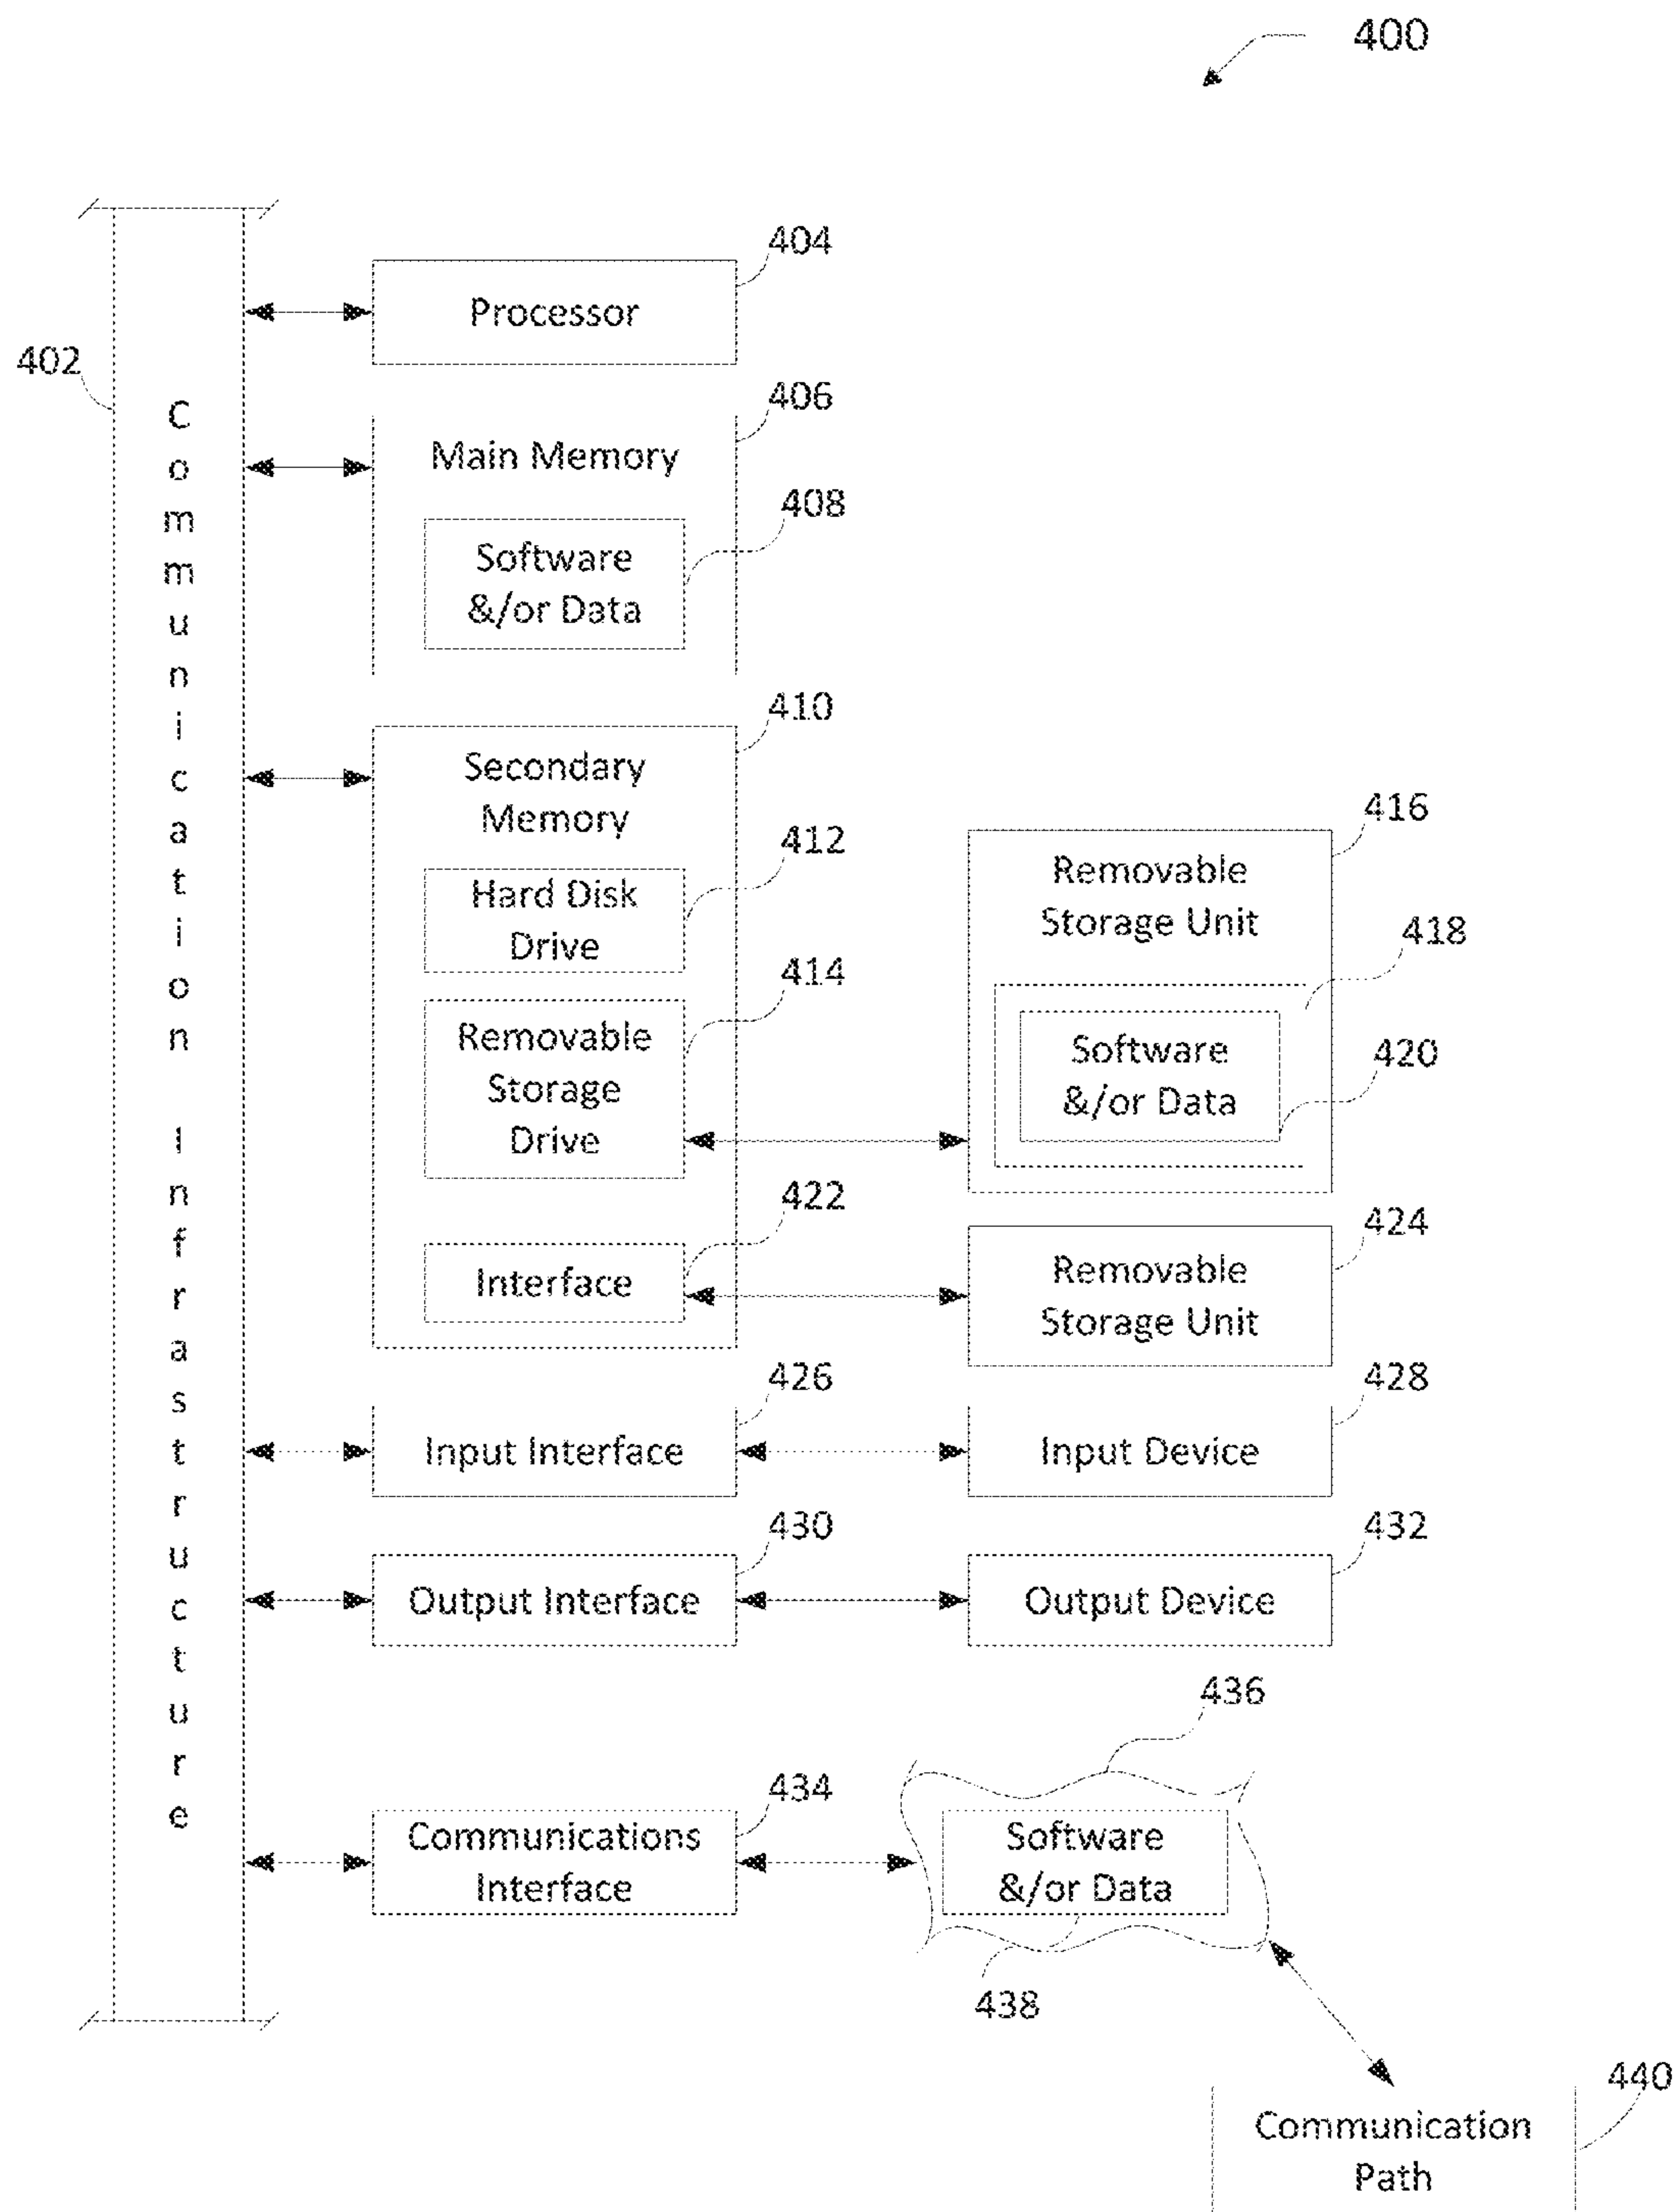 400
402
Communication Infrastructure
404
Processor
406
Main Memory
408
Software
&/or Data
410
Secondary
Memory
412
Hard Disk
Drive
414
Removable
Storage
Drive
416
Removable
Storage Unit
418
Software
&/or Data
420
422
Interface
424
Removable
Storage Unit
426
Input Interface
428
Input Device
430
Output Interface
432
Output Device
434
Communications
Interface
436
Software
&/or Data
438
440
Communication
Path